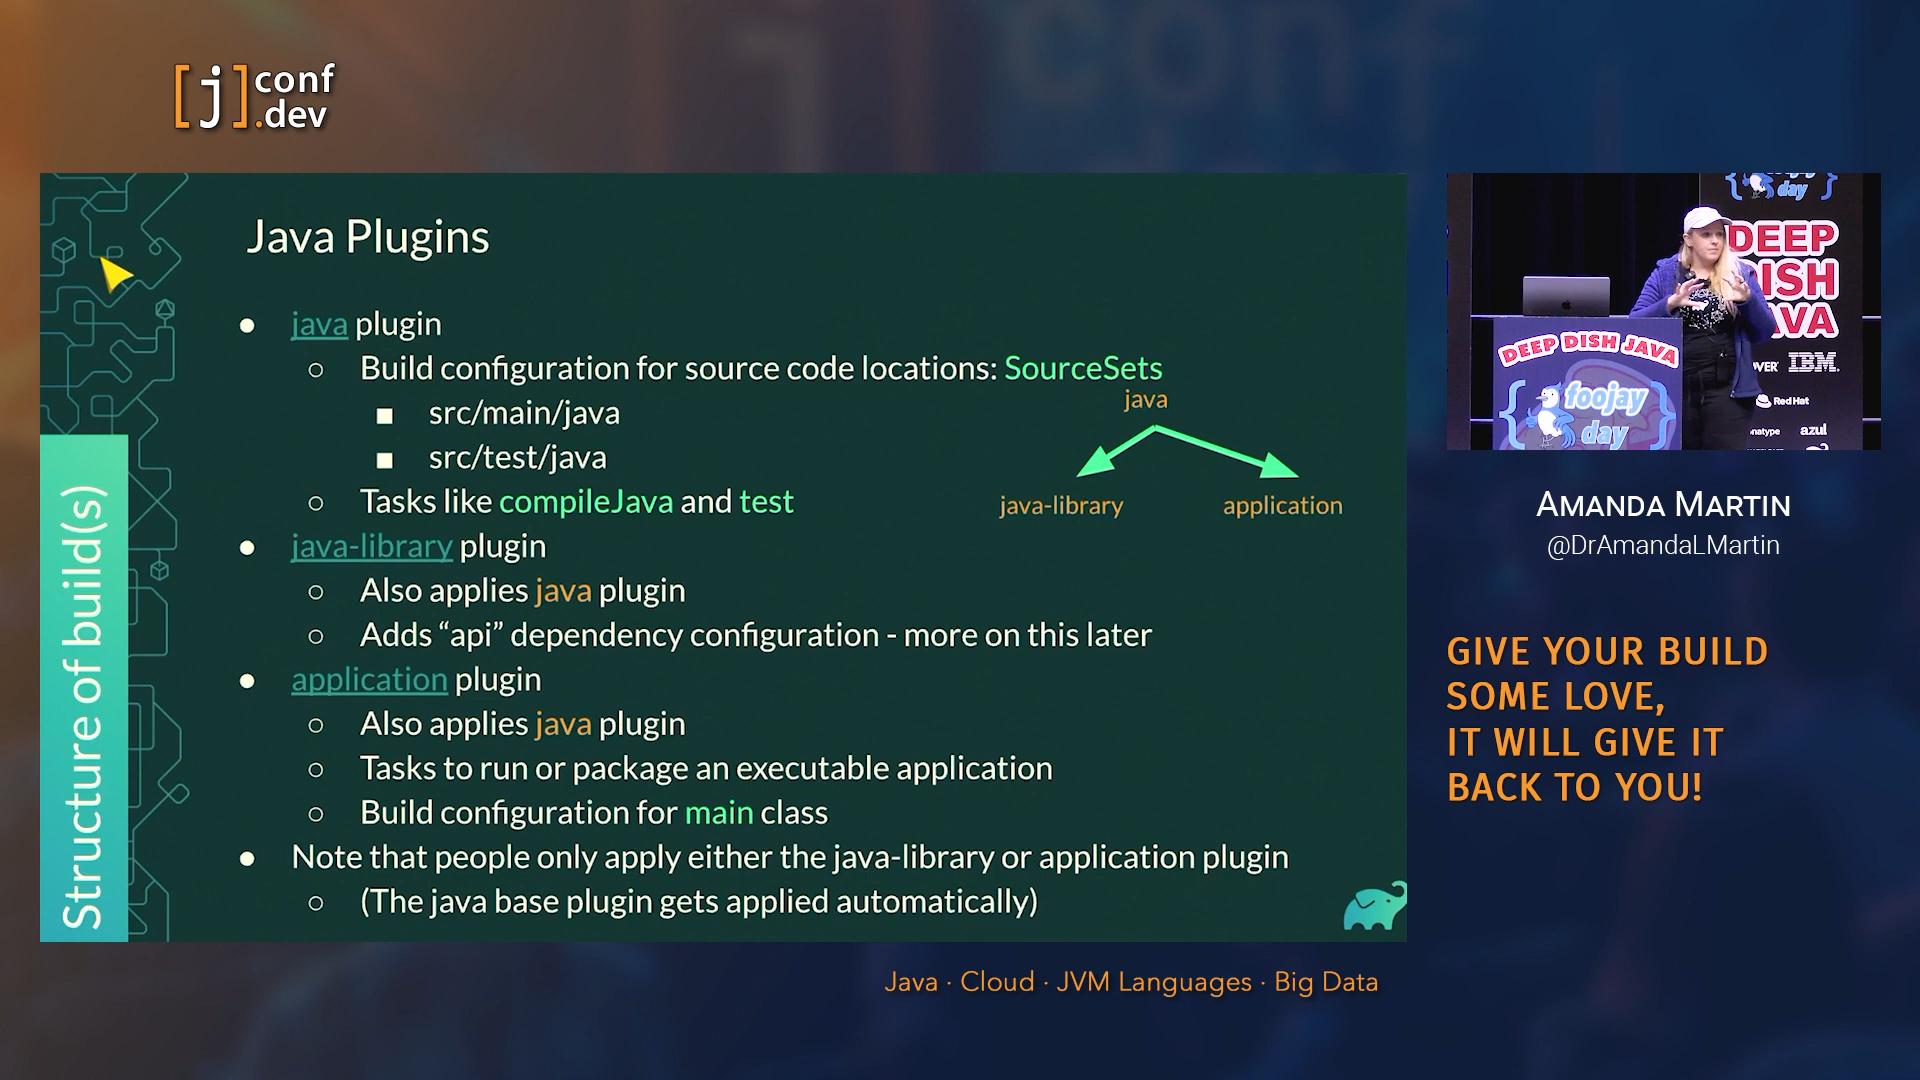 [j] conf
.dev
Java Plugins
● java plugin
○ Build configuration for source code locations: SourceSets
■ src/main/java
■ src/test/java
○ Tasks like compileJava and test
● java-library plugin
○ Also applies java plugin
○ Adds “api” dependency configuration - more on this later
● application plugin
○ Also applies java plugin
○ Tasks to run or package an executable application
○ Build configuration for main class
● Note that people only apply either the java-library or application plugin
○ (The java base plugin gets applied automatically)
java
java-library
application
Structure of build(s)
day
DEEP
DISH
JAVA
IBM
Red Hat
azul
DEEP DISH JAVA
{ foojay }
day
AMANDA MARTIN
@DrAmandaLMartin
GIVE YOUR BUILD
SOME LOVE,
IT WILL GIVE IT
BACK TO YOU!
Java · Cloud · JVM Languages · Big Data